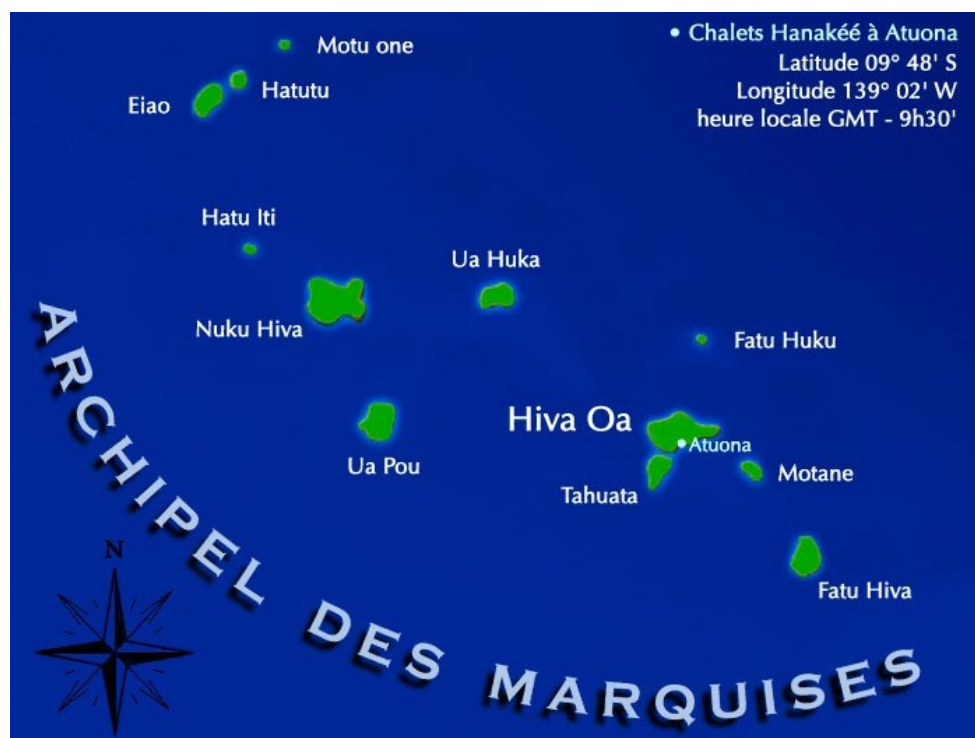 Motu one
• Chalets Hanakéé à Atuona
Latitude 09° 48' S
Longitude 139° 02' W
heure locale GMT - 9h30'
Hatutu
Eiao
Hatu Iti
Ua Huka
Nuku Hiva
Fatu Huku
Hiva Oa
Atuona
Ua Pou
Tahuata
Motane
Fatu Hiva
N
ARCHIPEL DES MARQUISES